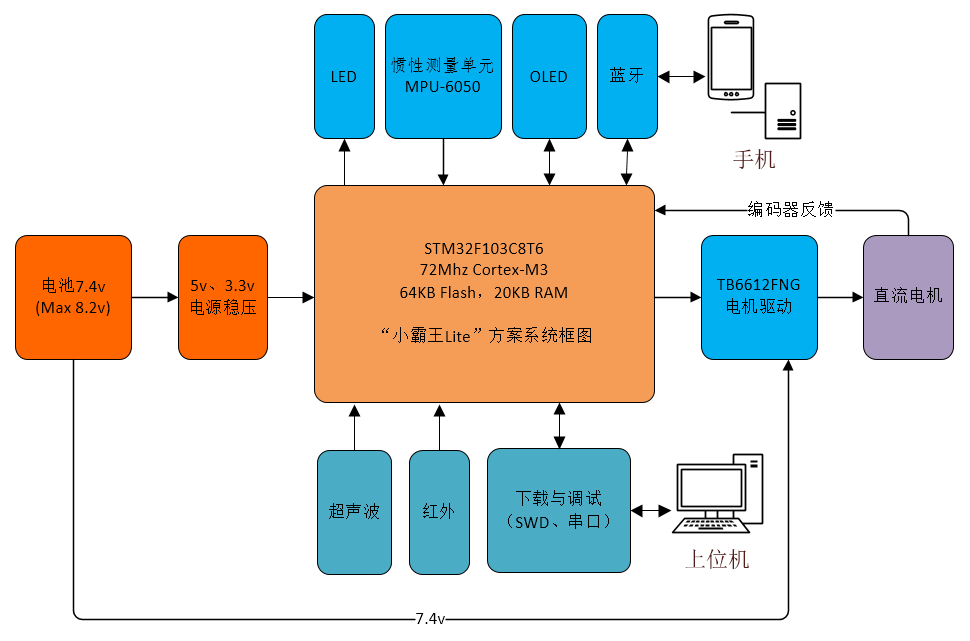 LED
惯性测量单元
MPU-6050
OLED
蓝牙
手机
编码器反馈
电池7.4v
(Max 8.2v)
5v、3.3v
电源稳压
STM32F103C8T6
72Mhz Cortex-M3
64KB Flash，20KB RAM
“小霸王Lite”方案系统框图
TB6612FNG
电机驱动
直流电机
超声波
红外
下载与调试
（SWD、串口）
上位机
7.4v